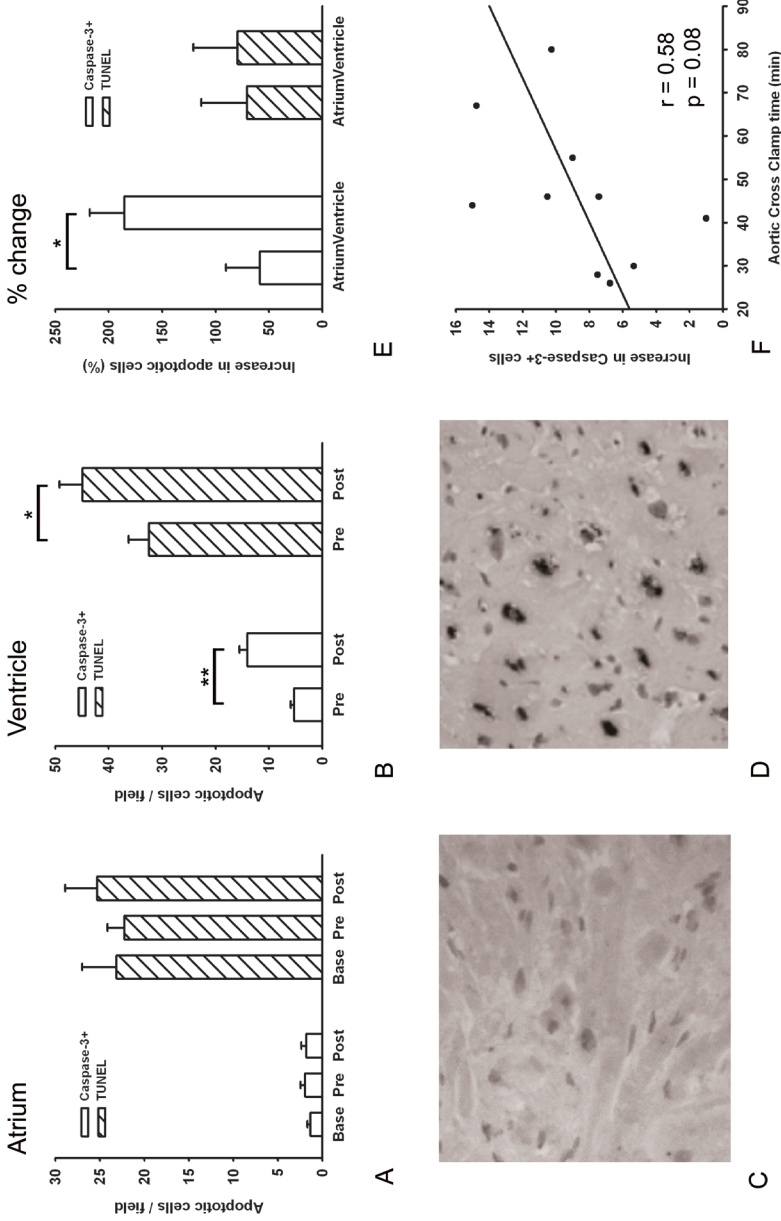 Atrium
Apoptotic cells / field
30
25
20
15
10
5
0
Caspase-3+
TUNEL
Base Pre Post
Base Pre Post
A
Ventricle
Apoptotic cells / field
50
40
30
20
10
0
Caspase-3+
TUNEL
**
*
Pre Post
Pre Post
B
C
D
% change
Increase in apoptotic cells (%)
250
200
150
100
50
0
Caspase-3+
TUNEL
*
AtriumVentricle
AtriumVentricle
E
Increase in Caspase-3+ cells
16
14
12
10
8
6
4
2
0
r = 0.58
p = 0.08
20 30 40 50 60 70 80 90
Aortic Cross Clamp time (min)
F